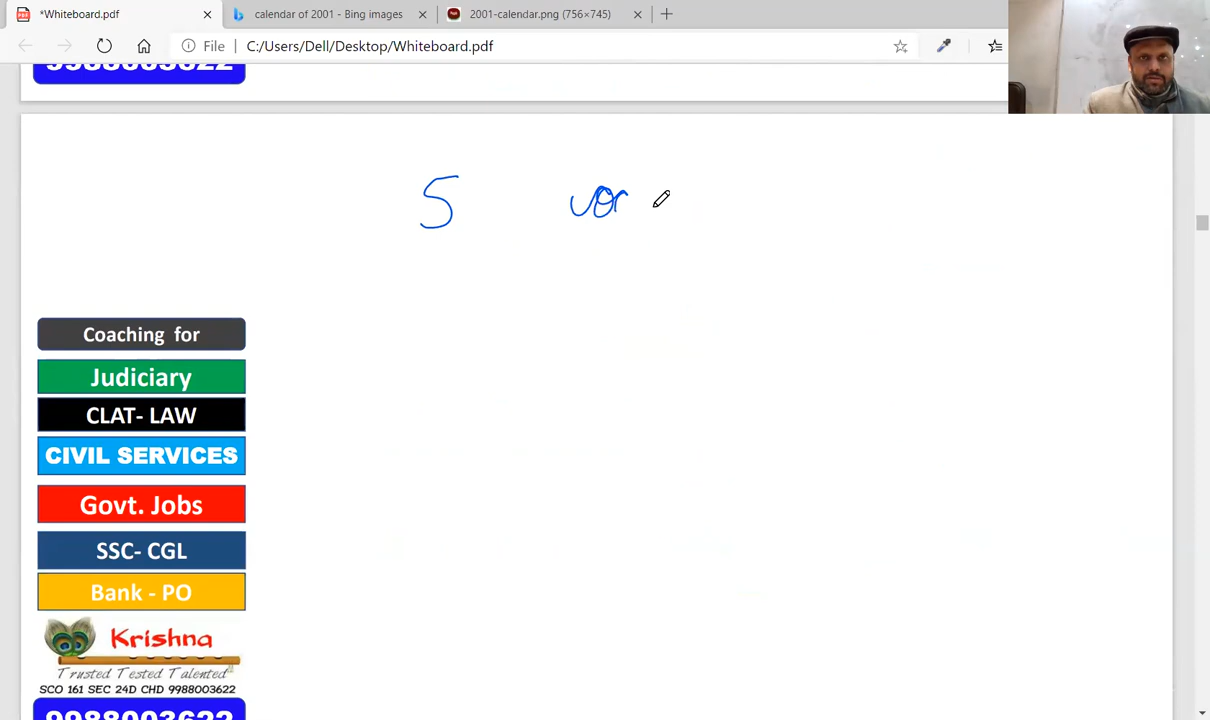 *Whiteboard.pdf
calendar of 2001 - Bing images
2001-calendar.png (756×745)
File
C:/Users/Dell/Desktop/Whiteboard.pdf
9988003622
5 wor
Coaching for
Judiciary
CLAT- LAW
CIVIL SERVICES
Govt. Jobs
SSC- CGL
Bank - PO
Krishna
Trusted Tested Talented
SCO 161 SEC 24D CHD 9988003622
9988003622